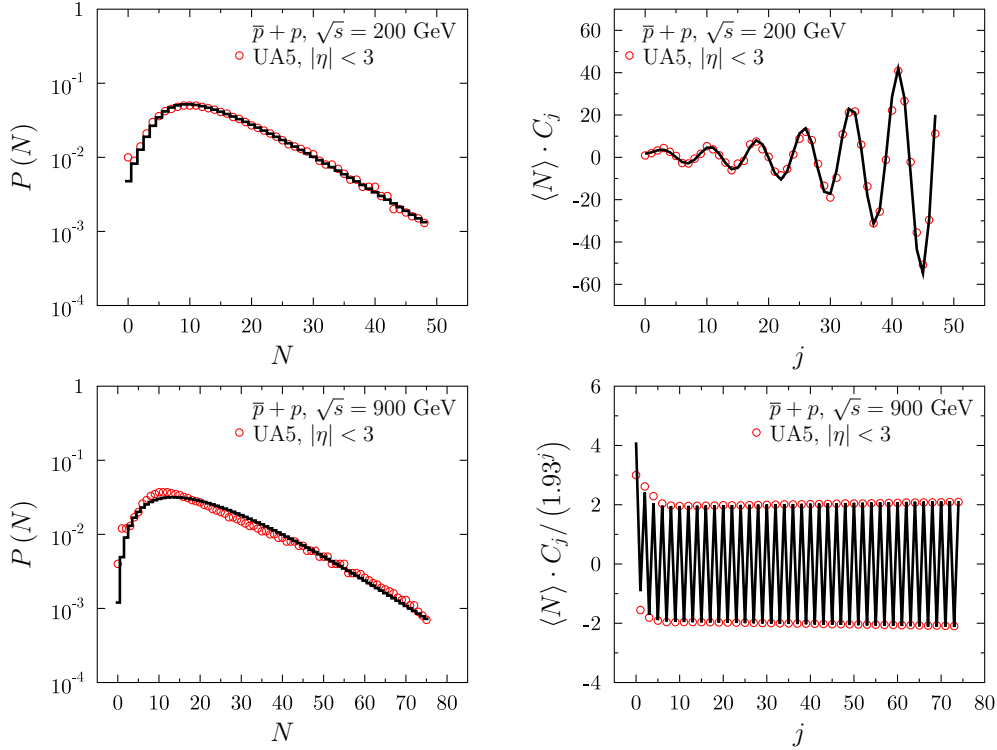 p̅ + p, √s = 200 GeV
UA5, |η| < 3
P (N)
1
10⁻¹
10⁻²
10⁻³
10⁻⁴
0 10 20 30 40 50
N
p̅ + p, √s = 200 GeV
UA5, |η| < 3
⟨N⟩ · C_j
60
40
20
0
-20
-40
-60
0 10 20 30 40 50
j
p̅ + p, √s = 900 GeV
UA5, |η| < 3
P (N)
1
10⁻¹
10⁻²
10⁻³
10⁻⁴
0 10 20 30 40 50 60 70 80
N
p̅ + p, √s = 900 GeV
UA5, |η| < 3
⟨N⟩ · C_j / (1.93^j)
6
4
2
0
-2
-4
0 10 20 30 40 50 60 70 80
j